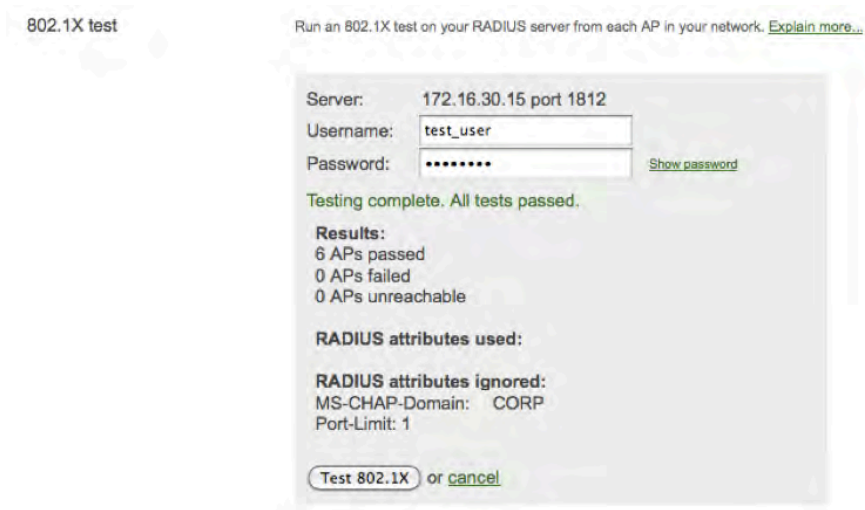 802.1X test
Run an 802.1X test on your RADIUS server from each AP in your network. Explain more...
Server: 172.16.30.15 port 1812
Username: test_user
Password: ••••••••
Show password
Testing complete. All tests passed.
Results:
6 APs passed
0 APs failed
0 APs unreachable
RADIUS attributes used:
RADIUS attributes ignored:
MS-CHAP-Domain: CORP
Port-Limit: 1
Test 802.1X or cancel